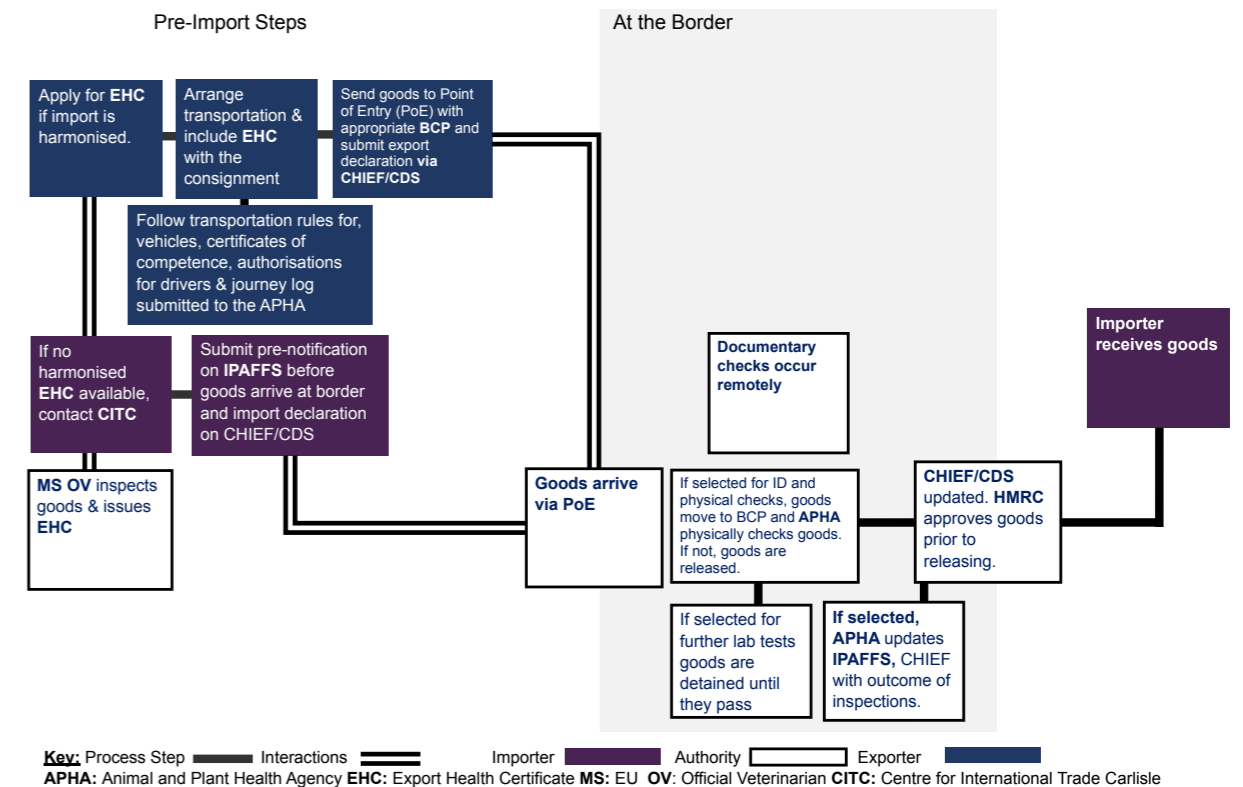 Pre-Import Steps
At the Border
Apply for EHC
if import is
harmonised.
Arrange
transportation &
include EHC
with the
consignment
Send goods to Point
of Entry (PoE) with
appropriate BCP and
submit export
declaration via
CHIEF/CDS
Follow transportation rules for,
vehicles, certificates of
competence, authorisations
for drivers & journey log
submitted to the APHA
If no
harmonised
EHC available,
contact CITC
Submit pre-notification
on IPAFFS before
goods arrive at border
and import declaration
on CHIEF/CDS
MS OV inspects
goods & issues
EHC
Goods arrive
via PoE
Documentary
checks occur
remotely
If selected for ID and
physical checks, goods
move to BCP and APHA
physically checks goods.
If not, goods are
released.
If selected for
further lab tests
goods are
detained until
they pass
CHIEF/CDS
updated. HMRC
approves goods
prior to
releasing.
If selected,
APHA updates
IPAFFS, CHIEF
with outcome of
inspections.
Importer
receives goods
Key: Process Step Interactions Importer Authority Exporter
APHA: Animal and Plant Health Agency EHC: Export Health Certificate MS: EU OV: Official Veterinarian CITC: Centre for International Trade Carlisle